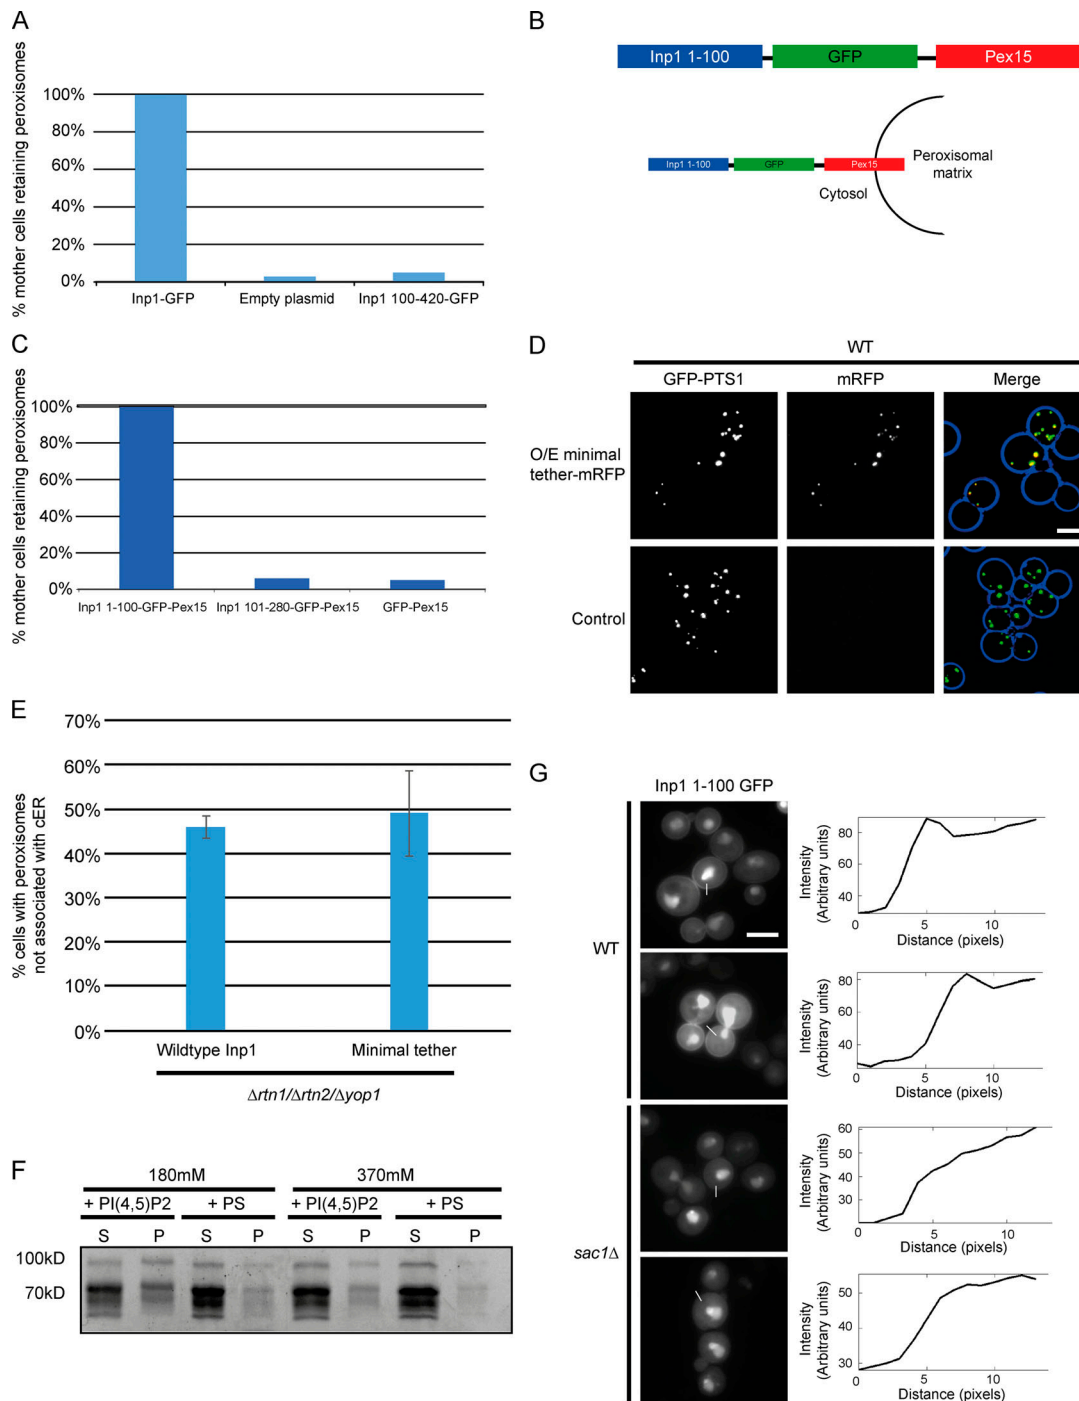 A
% mother cells retaining peroxisomes
100%
80%
60%
40%
20%
0%
Inp1-GFP
Empty plasmid
Inp1 100-420-GFP
B
Inp1 1-100
GFP
Pex15
Inp1 1-100
GFP
Pex15
Peroxisomal
matrix
Cytosol
C
% mother cells retaining peroxisomes
100%
80%
60%
40%
20%
0%
Inp1 1-100-GFP-Pex15
Inp1 101-280-GFP-Pex15
GFP-Pex15
D
WT
GFP-PTS1
mRFP
Merge
O/E minimal
tether-mRFP
Control
E
% cells with peroxisomes
not associated with cER
70%
60%
50%
40%
30%
20%
10%
0%
Wildtype Inp1
Minimal tether
Δrtn1/Δrtn2/Δyop1
F
180mM
370mM
+ PI(4,5)P2
+ PS
+ PI(4,5)P2
+ PS
S
P
S
P
S
P
S
P
100kD
70kD
G
Inp1 1-100 GFP
WT
sac1Δ
Intensity
(Arbitrary units)
80
60
40
0
5
10
Distance (pixels)
Intensity
(Arbitrary units)
80
60
40
0
5
10
Distance (pixels)
Intensity
(Arbitrary units)
60
50
40
30
0
5
10
Distance (pixels)
Intensity
(Arbitrary units)
50
40
30
0
5
10
Distance (pixels)